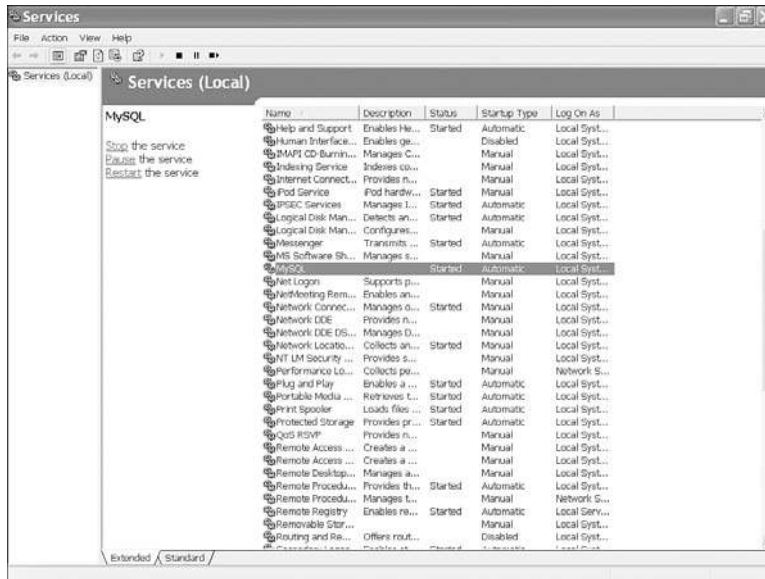 Services
File Action View Help
Services (Local)
Services (Local)
MySQL
Stop the service
Pause the service
Restart the service
Name Description Status Startup Type Log On As
Help and Support Enables He... Started Automatic Local Syst...
Human Interface... Enables ge... Disabled Local Syst...
IMAPI CD-Burnin... Manages C... Manual Local Syst...
Indexing Service Indexes co... Manual Local Syst...
Internet Connect... Provides n... Manual Local Syst...
iPod Service iPod hardw... Started Manual Local Syst...
IPSEC Services Manages I... Started Automatic Local Syst...
Logical Disk Man... Detects an... Started Automatic Local Syst...
Logical Disk Man... Configures... Manual Local Syst...
Messenger Transmits ... Started Automatic Local Syst...
MS Software Sh... Manages s... Manual Local Syst...
MySQL Started Automatic Local Syst...
Net Logon Supports p... Manual Local Syst...
NetMeeting Rem... Enables an... Manual Local Syst...
Network Connec... Manages o... Started Manual Local Syst...
Network DDE Provides n... Manual Local Syst...
Network DDE DS... Manages D... Manual Local Syst...
Network Locatio... Collects an... Started Manual Local Syst...
NT LM Security ... Provides s... Manual Local Syst...
Performance Lo... Collects pe... Manual Network S...
Plug and Play Enables a ... Started Automatic Local Syst...
Portable Media ... Retrieves t... Started Automatic Local Syst...
Print Spooler Loads files ... Started Automatic Local Syst...
Protected Storage Provides pr... Started Automatic Local Syst...
QoS RSVP Provides n... Manual Local Syst...
Remote Access ... Creates a ... Manual Local Syst...
Remote Access ... Creates a ... Manual Local Syst...
Remote Desktop... Manages a... Manual Local Syst...
Remote Procedu... Provides th... Started Automatic Local Syst...
Remote Procedu... Manages t... Manual Network S...
Remote Registry Enables re... Started Automatic Local Serv...
Removable Stor... Manual Local Syst...
Routing and Re... Offers rout... Disabled Local Syst...
Extended Standard